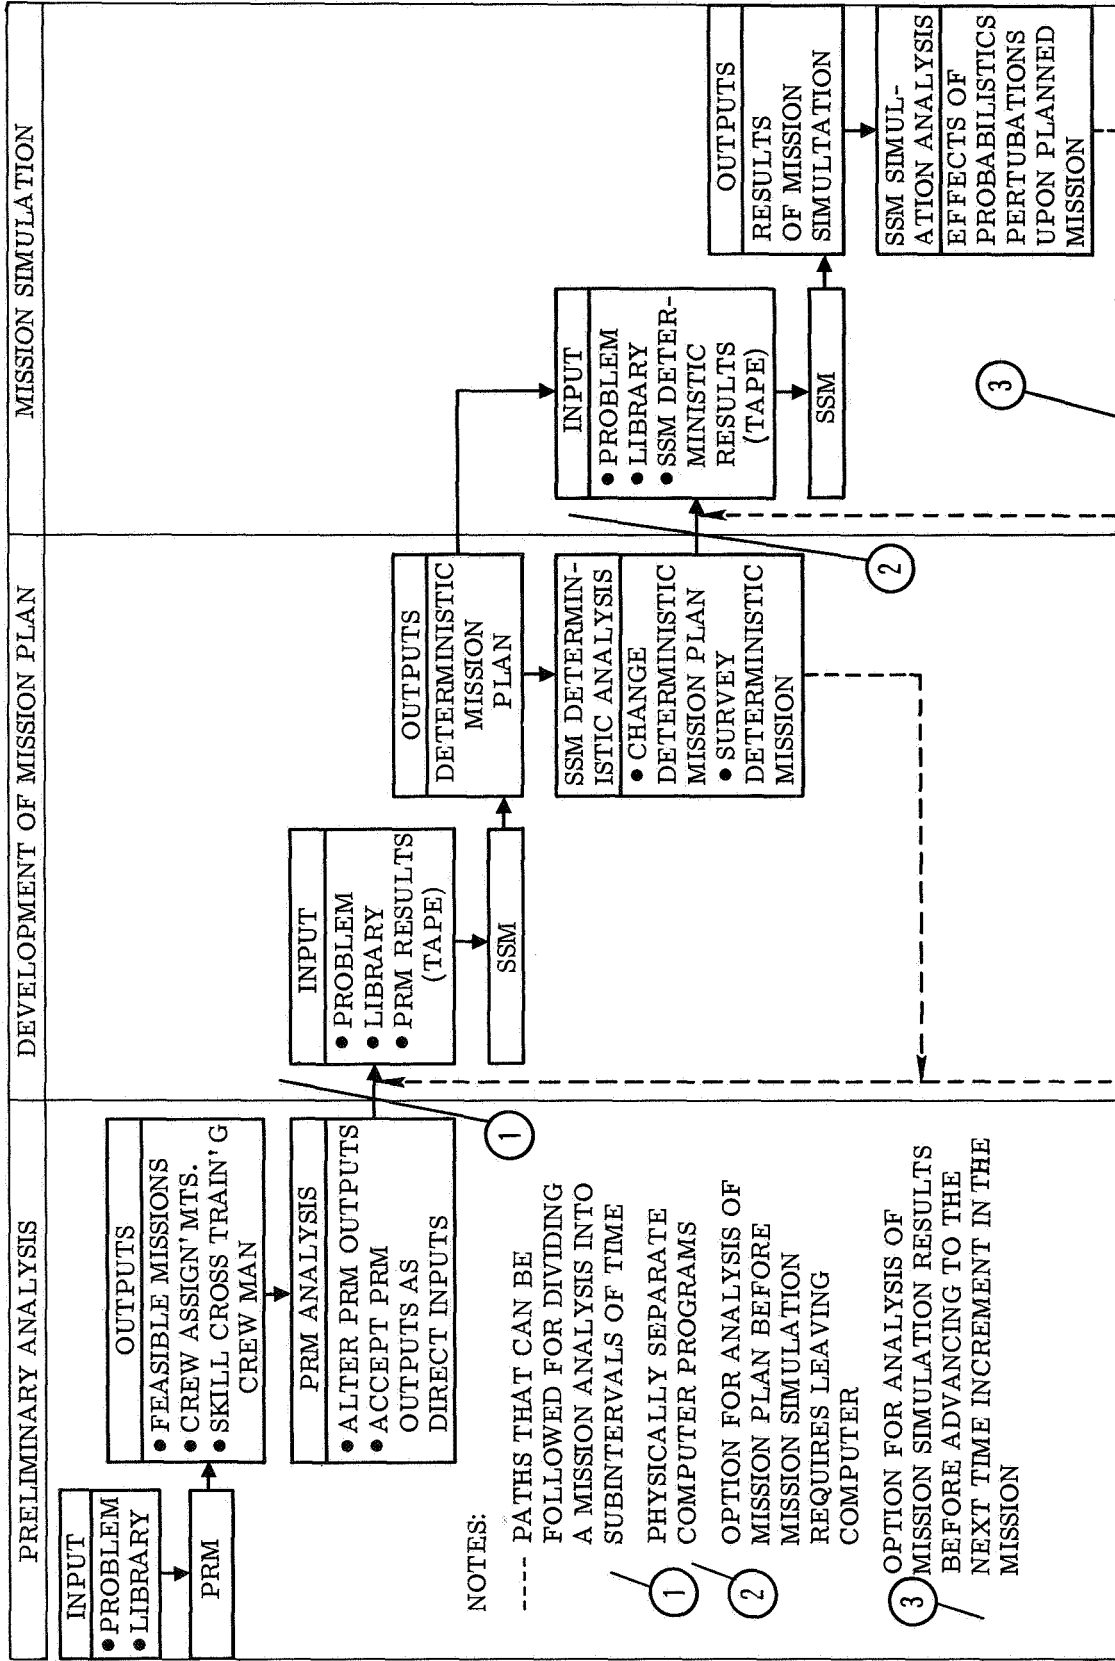 PRELIMINARY ANALYSIS
DEVELOPMENT OF MISSION PLAN
MISSION SIMULATION
INPUT
• PROBLEM
• LIBRARY
PRM
OUTPUTS
• FEASIBLE MISSIONS
• CREW ASSIGN'MTS.
• SKILL CROSS TRAIN'G
CREW MAN
PRM ANALYSIS
• ALTER PRM OUTPUTS
• ACCEPT PRM
OUTPUTS AS
DIRECT INPUTS
INPUT
• PROBLEM
• LIBRARY
• PRM RESULTS
(TAPE)
SSM
OUTPUTS
DETERMINISTIC
MISSION
PLAN
SSM DETERMIN-
ISTIC ANALYSIS
• CHANGE
DETERMINISTIC
MISSION PLAN
• SURVEY
DETERMINISTIC
MISSION
INPUT
• PROBLEM
• LIBRARY
• SSM DETER-
MINISTIC
RESULTS
(TAPE)
SSM
OUTPUTS
RESULTS
OF MISSION
SIMULTATION
SSM SIMUL-
ATION ANALYSIS
EFFECTS OF
PROBABILISTICS
PERTUBATIONS
UPON PLANNED
MISSION
1
2
3
NOTES:
---- PATHS THAT CAN BE
FOLLOWED FOR DIVIDING
A MISSION ANALYSIS INTO
SUBINTERVALS OF TIME
1 PHYSICALLY SEPARATE
COMPUTER PROGRAMS
2 OPTION FOR ANALYSIS OF
MISSION PLAN BEFORE
MISSION SIMULATION
REQUIRES LEAVING
COMPUTER
3 OPTION FOR ANALYSIS OF
MISSION SIMULATION RESULTS
BEFORE ADVANCING TO THE
NEXT TIME INCREMENT IN THE
MISSION